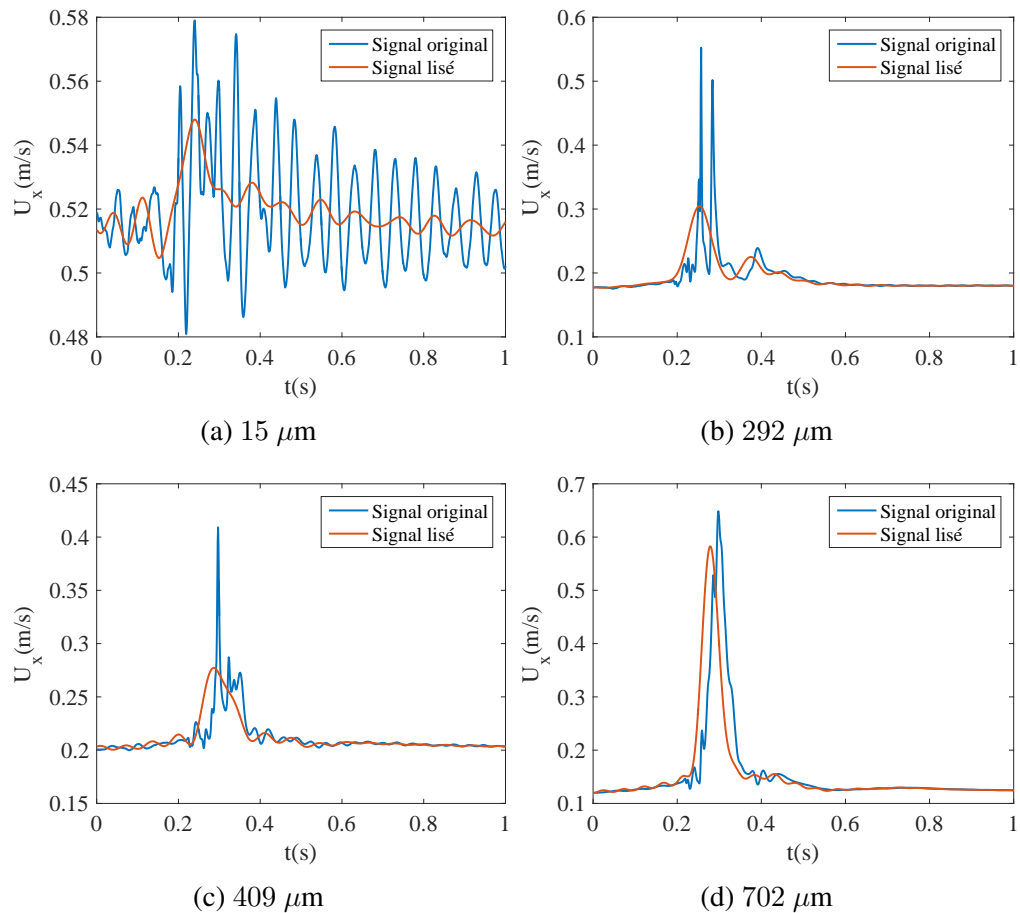 0.58
0.56
0.54
0.52
0.5
0.48
U_x(m/s)
Signal original
Signal lisé
0 0.2 0.4 0.6 0.8 1
t(s)
(a) 15 μm
0.6
0.5
0.4
0.3
0.2
0.1
U_x(m/s)
Signal original
Signal lisé
0 0.2 0.4 0.6 0.8 1
t(s)
(b) 292 μm
0.45
0.4
0.35
0.3
0.25
0.2
0.15
U_x(m/s)
Signal original
Signal lisé
0 0.2 0.4 0.6 0.8 1
t(s)
(c) 409 μm
0.7
0.6
0.5
0.4
0.3
0.2
0.1
U_x(m/s)
Signal original
Signal lisé
0 0.2 0.4 0.6 0.8 1
t(s)
(d) 702 μm